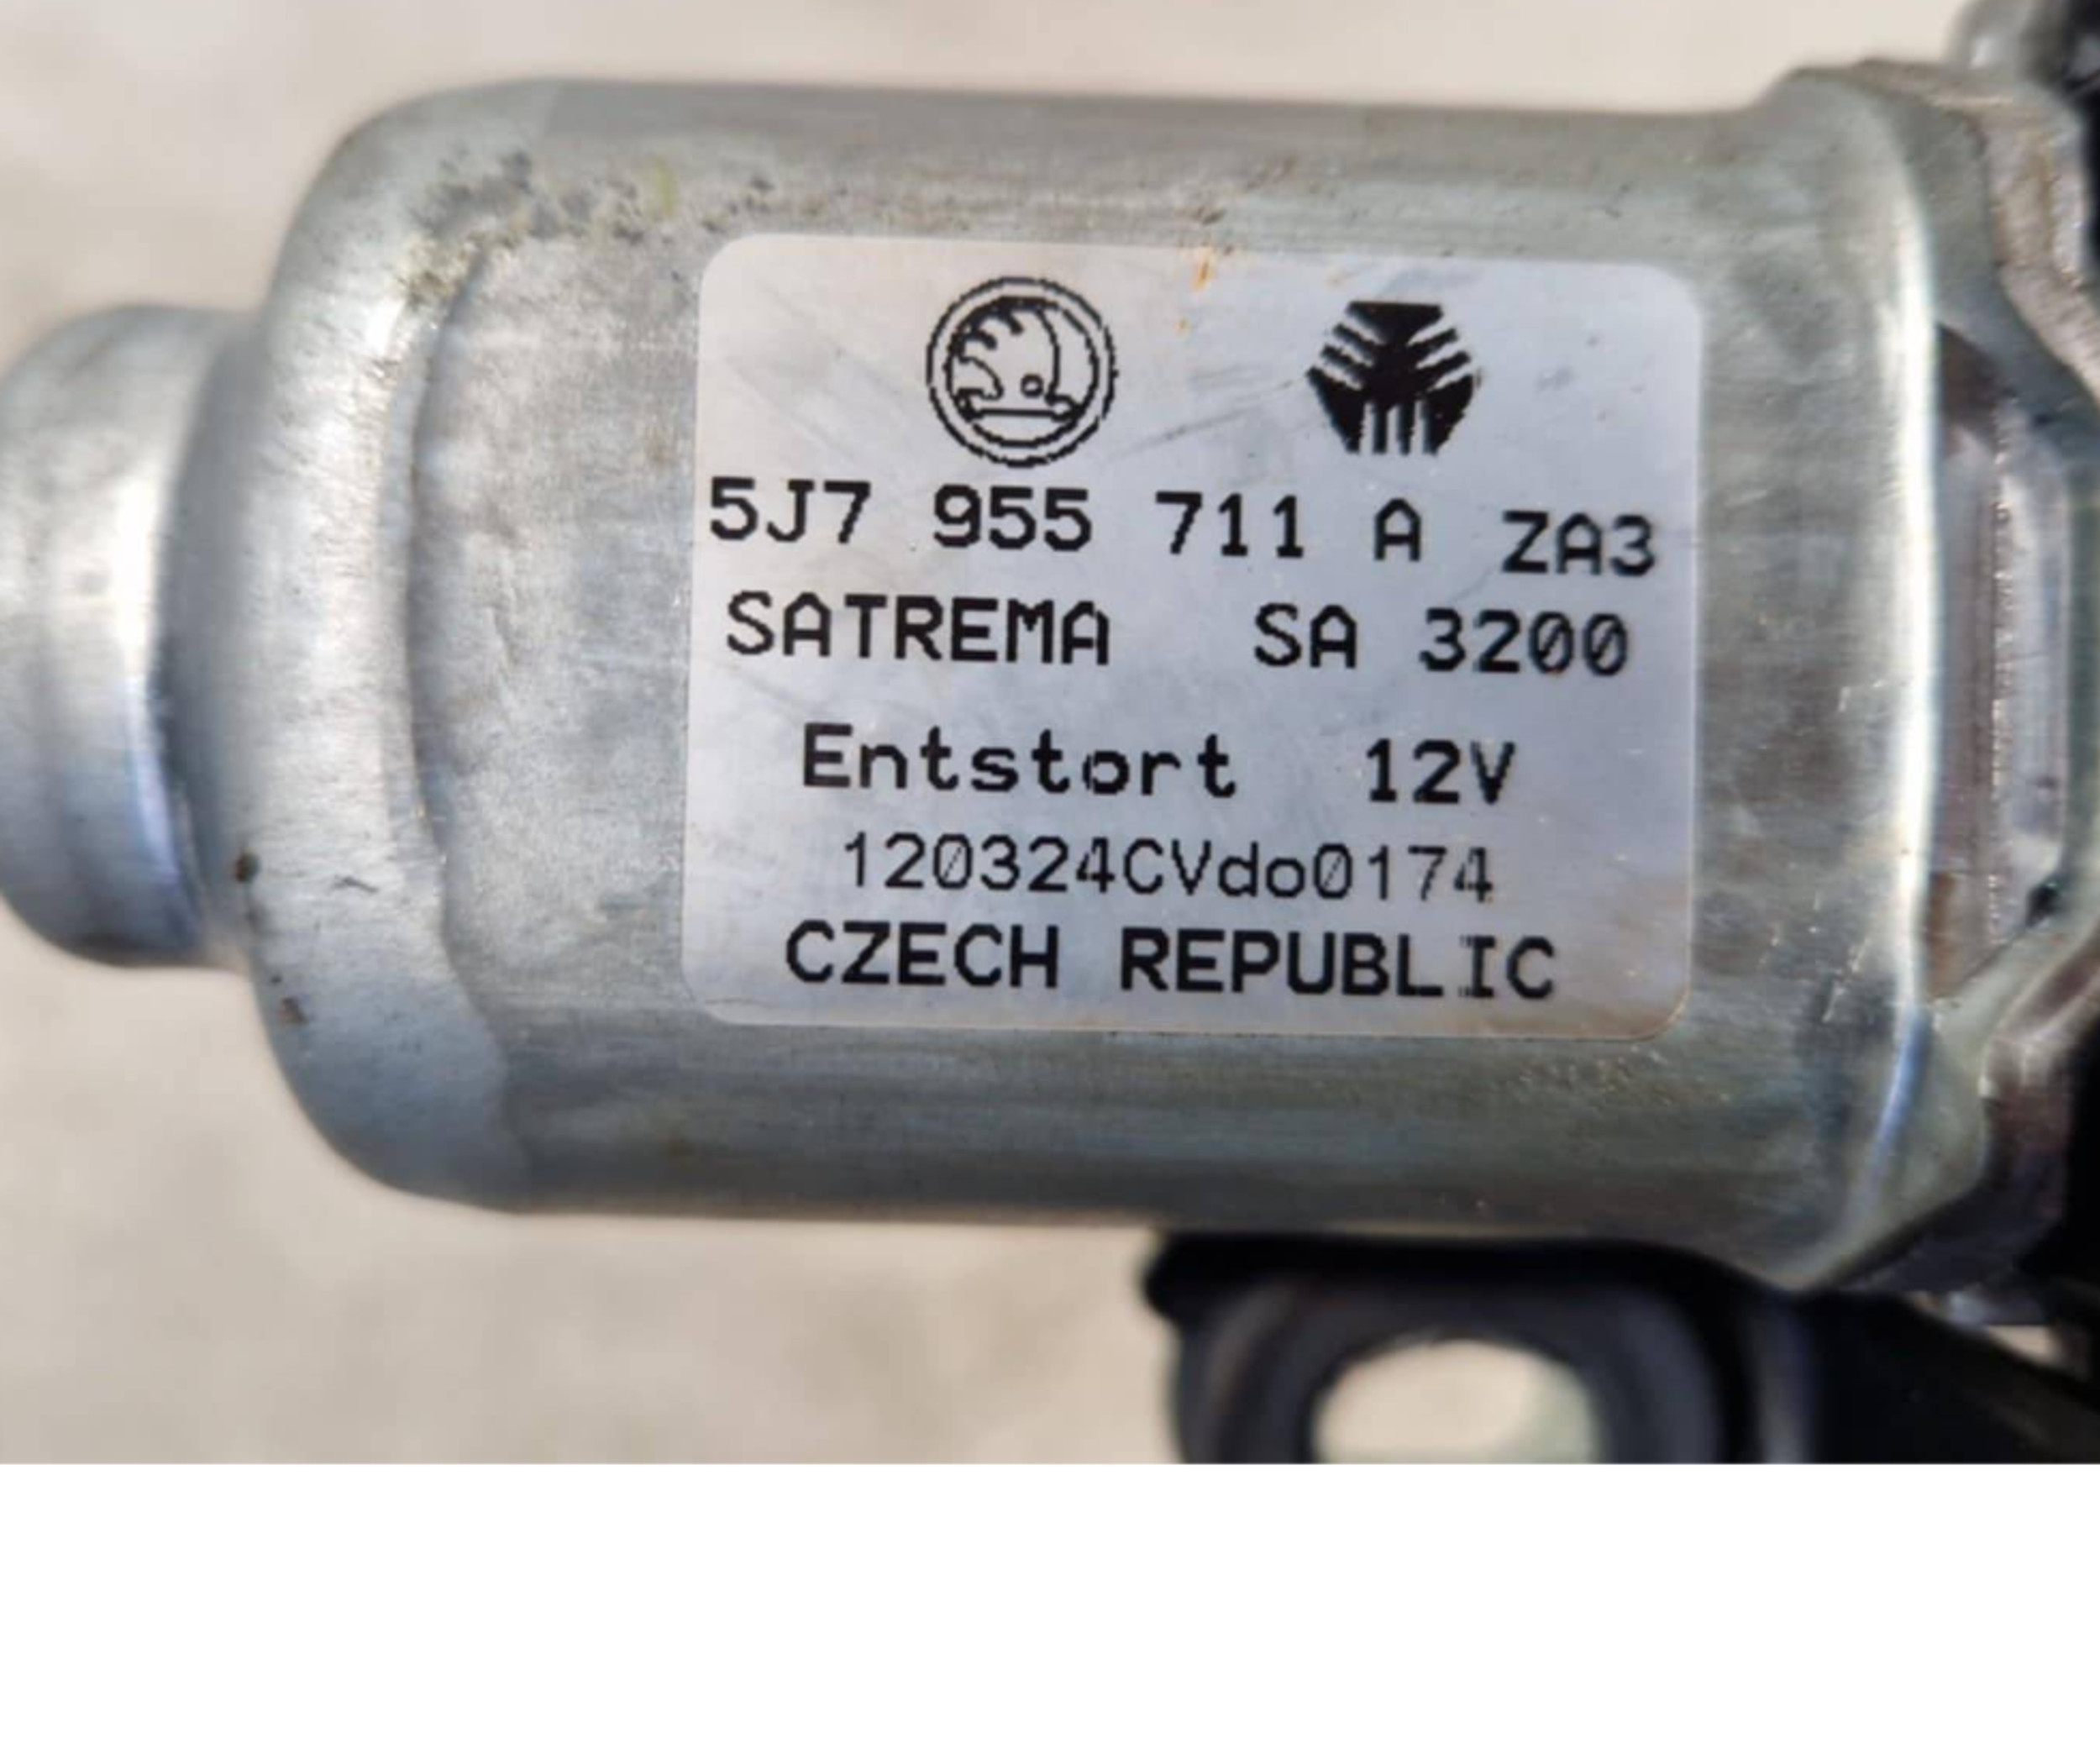 5J7 955 711 A ZA3
SATREMA SA 3200
Entstort 12V
120324CVdo0174
CZECH REPUBLIC